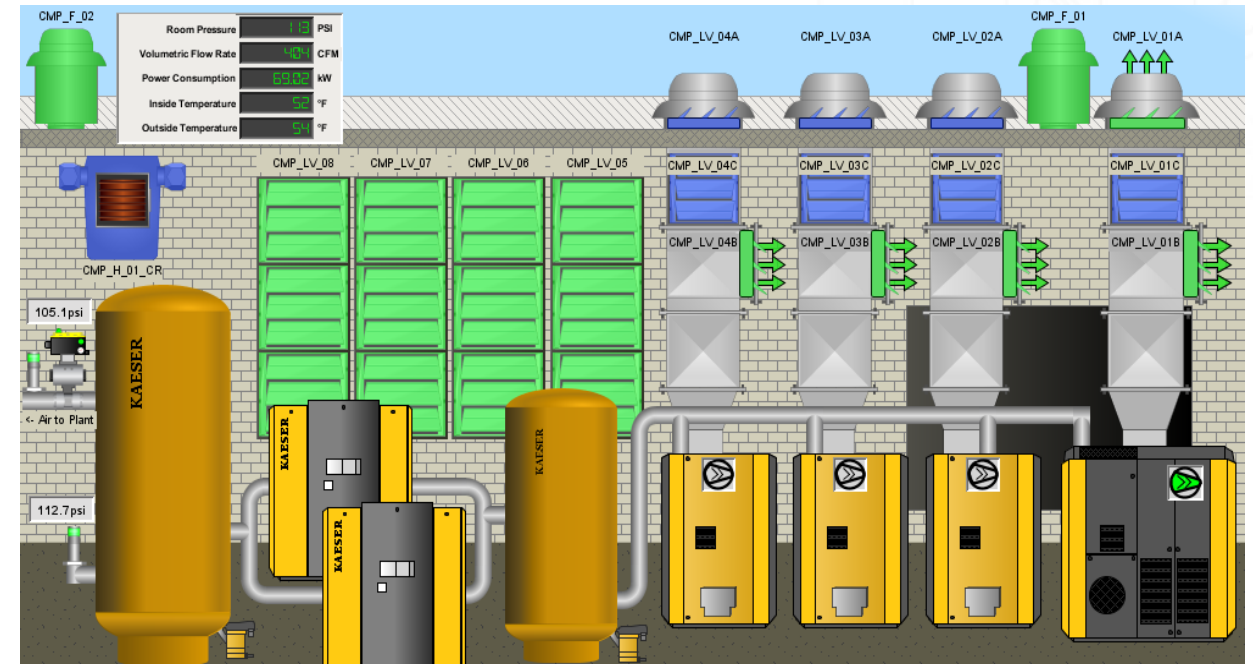 CMP_F_02
CMP_F_01
Room Pressure 113 PSI
Volumetric Flow Rate 404 CFM
Power Consumption 69.02 kW
Inside Temperature 52 °F
Outside Temperature 54 °F
CMP_LV_04A CMP_LV_03A CMP_LV_02A CMP_LV_01A
CMP_LV_08 CMP_LV_07 CMP_LV_06 CMP_LV_05
CMP_LV_04C CMP_LV_03C CMP_LV_02C CMP_LV_01C
CMP_LV_04B CMP_LV_03B CMP_LV_02B CMP_LV_01B
CMP_H_01_CR
105.1psi
KAESER
<- Air to Plant
KAESER
KAESER
112.7psi
KAESER